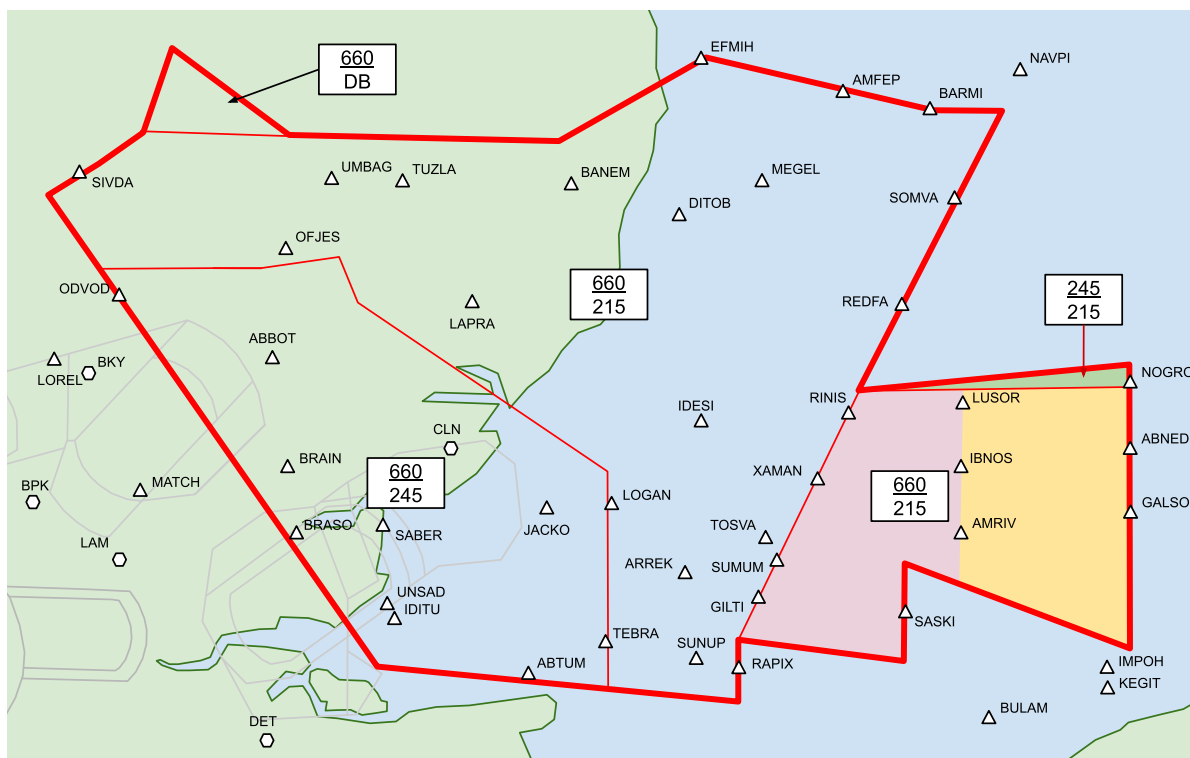 EFMIH
NAVPI
660
DB
AMFEP
BARMI
UMBAG
TUZLA
BANEM
MEGEL
SIVDA
SOMVA
DITOB
OFJES
ODVOD
660
215
REDFA
245
215
LAPRA
ABBOT
BKY
LOREL
NOGRO
LUSOR
RINIS
IDESI
CLN
ABNED
BRAIN
IBNOS
XAMAN
660
245
660
215
BPK
MATCH
LOGAN
GALSO
BRASO
SABER
JACKO
TOSVA
AMRIV
LAM
ARREK
SUMUM
UNSAD
IDITU
GILTI
SASKI
TEBRA
SUNUP
ABTUM
RAPIX
IMPOH
KEGIT
BULAM
DET